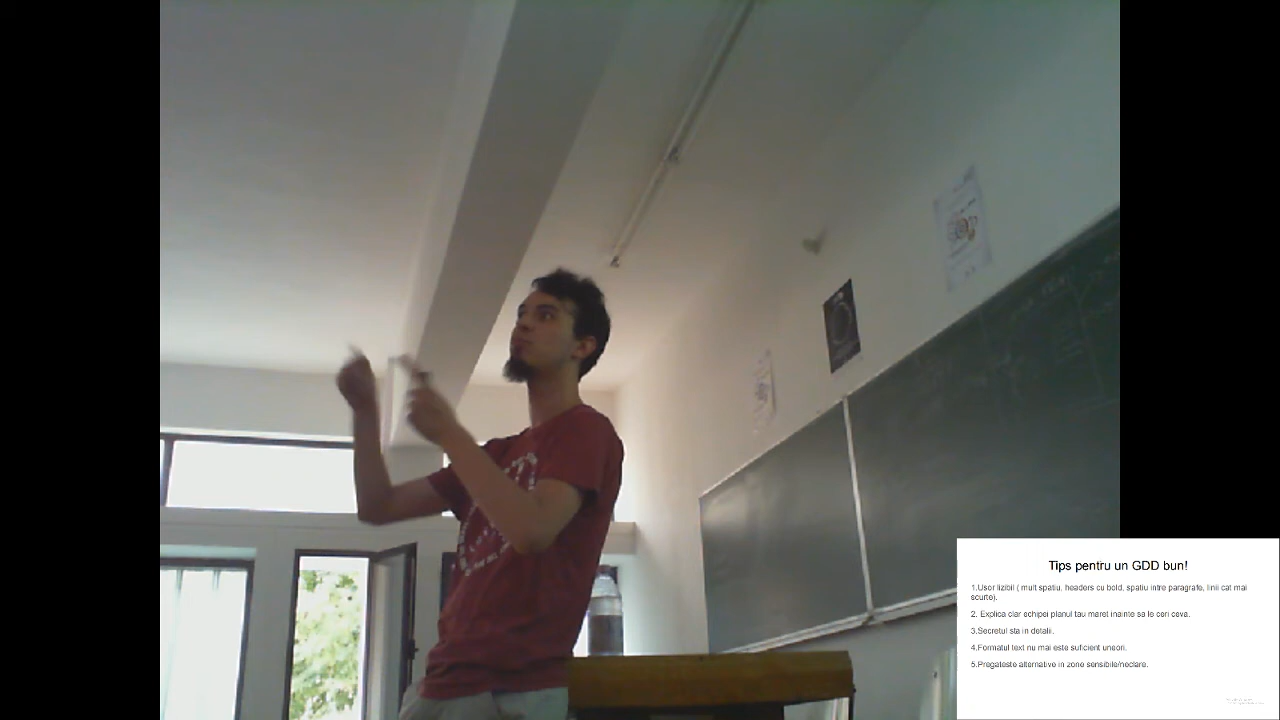 Tips pentru un GDD bun!
1.Usor lizibil ( mult spatiu, headers cu bold, spatiu intre paragrafe, linii cat mai
scurte).
2. Explica clar echipei planul tau maret inainte sa le ceri ceva.
3.Secretul sta in detalii.
4.Formatul text nu mai este suficient uneori.
5.Pregateste alternative in zone sensibile/neclare.